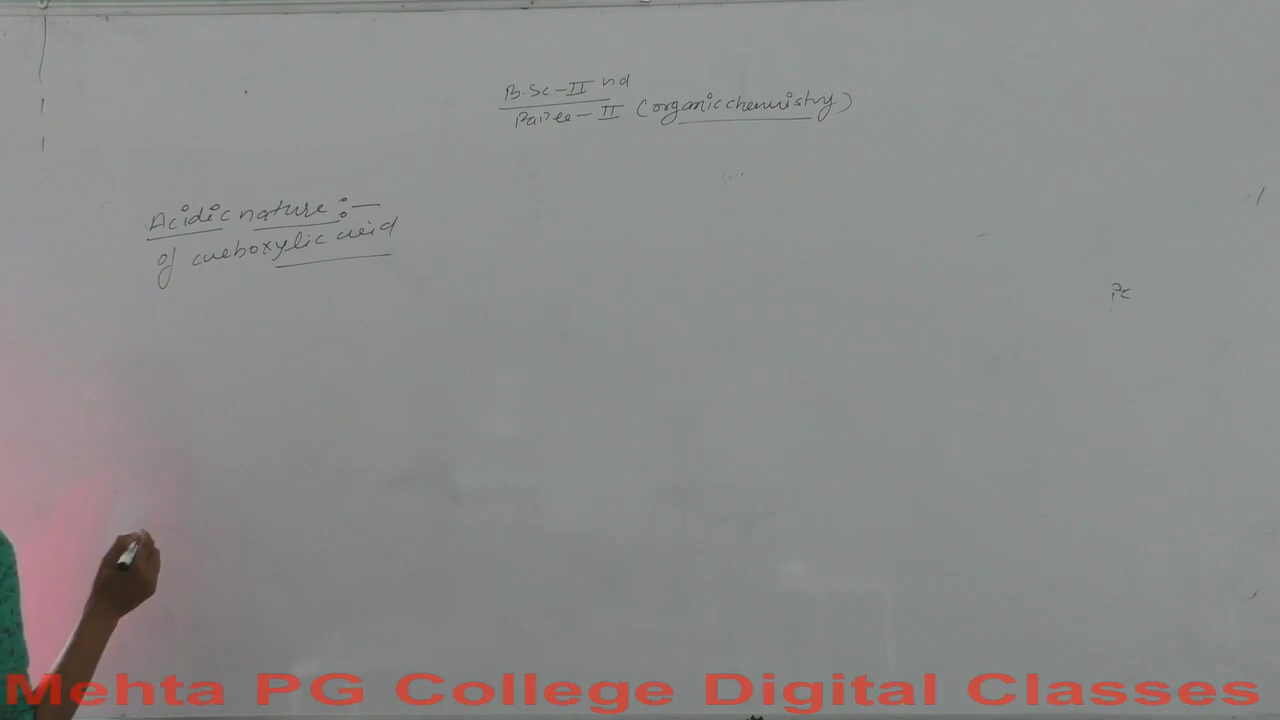 B.Sc-II nd
Paper-II (organic chemistry)
Acidic nature :-
of carboxylic acid
Mehta PG College Digital Classes